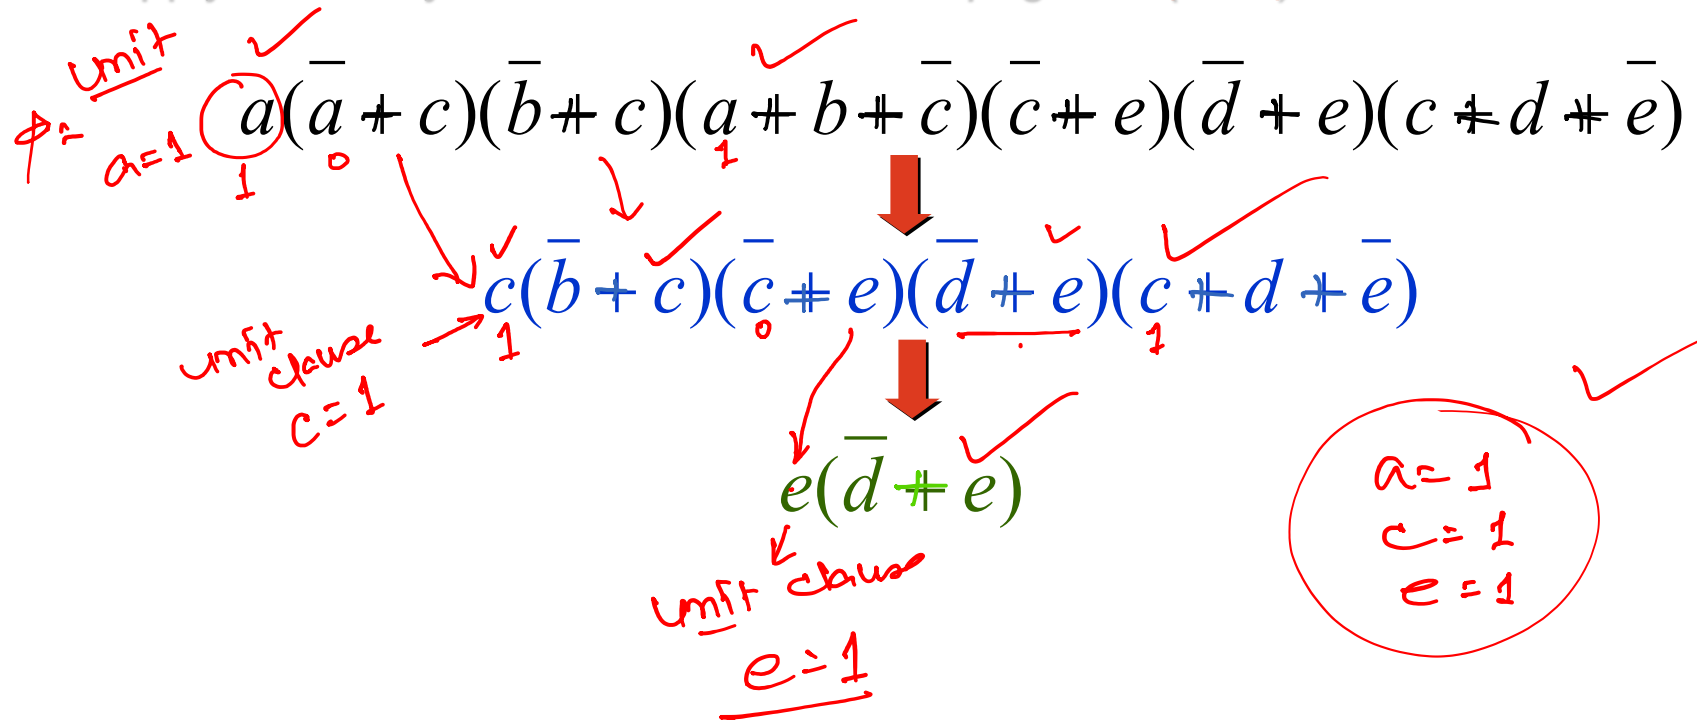 unit
φ = a(a̅ + c)(b̅ + c)(a + b + c̅)(c̅ + e)(d̅ + e)(c + d + e̅)
a=1 1 0 1
c(b̅ + c)(c̅ + e)(d̅ + e)(c + d + e̅)
unit clause 1 0 1
c=1
e(d̅ + e)
a=1
c=1
e=1
unit clause
e=1